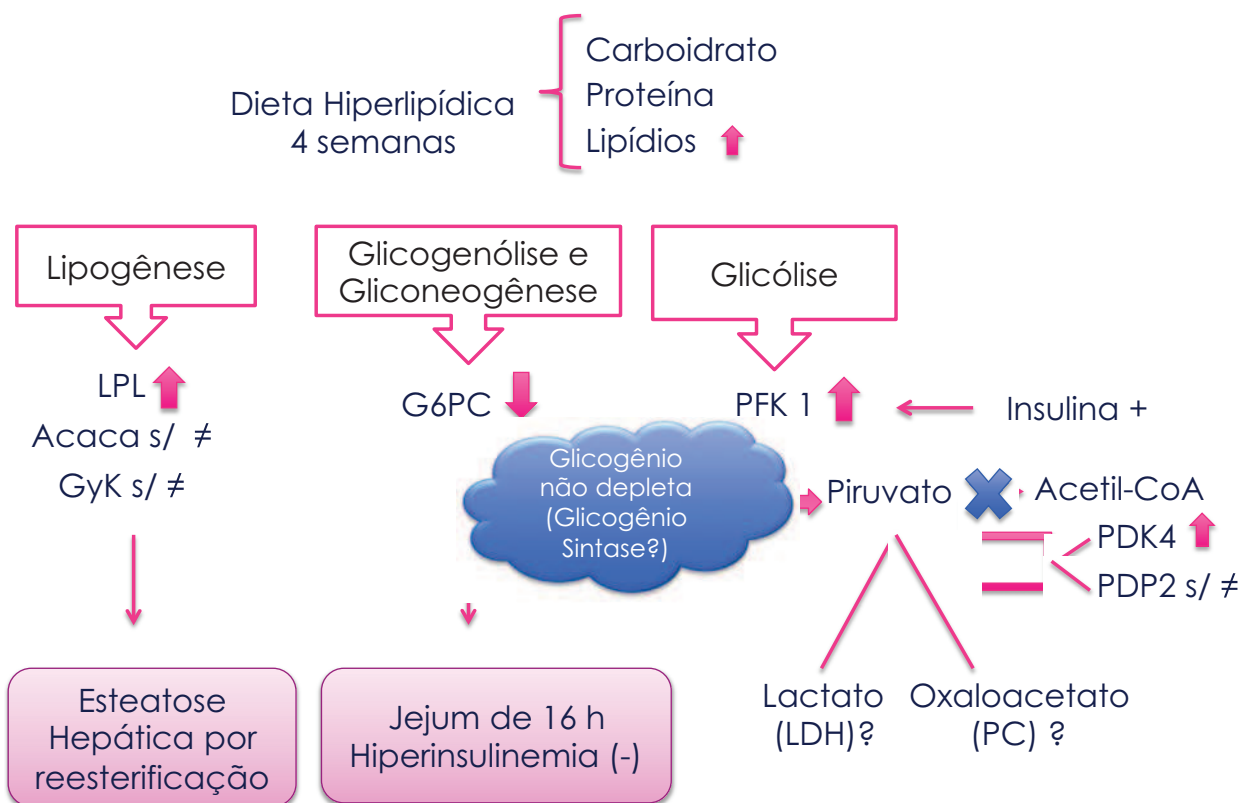 Dieta Hiperlipídica
4 semanas
Carboidrato
Proteína
Lipídios
Lipogênese
Glicogenólise e
Gliconeogênese
Glicólise
LPL
Acaca s/ ≠
GyK s/ ≠
G6PC
PFK 1
Insulina +
Glicogênio
não depleta
(Glicogênio
Sintase?)
Piruvato
Acetil-CoA
PDK4
PDP2 s/ ≠
Esteatose
Hepática por
reesterificação
Jejum de 16 h
Hiperinsulinemia (-)
Lactato
(LDH)?
Oxaloacetato
(PC) ?